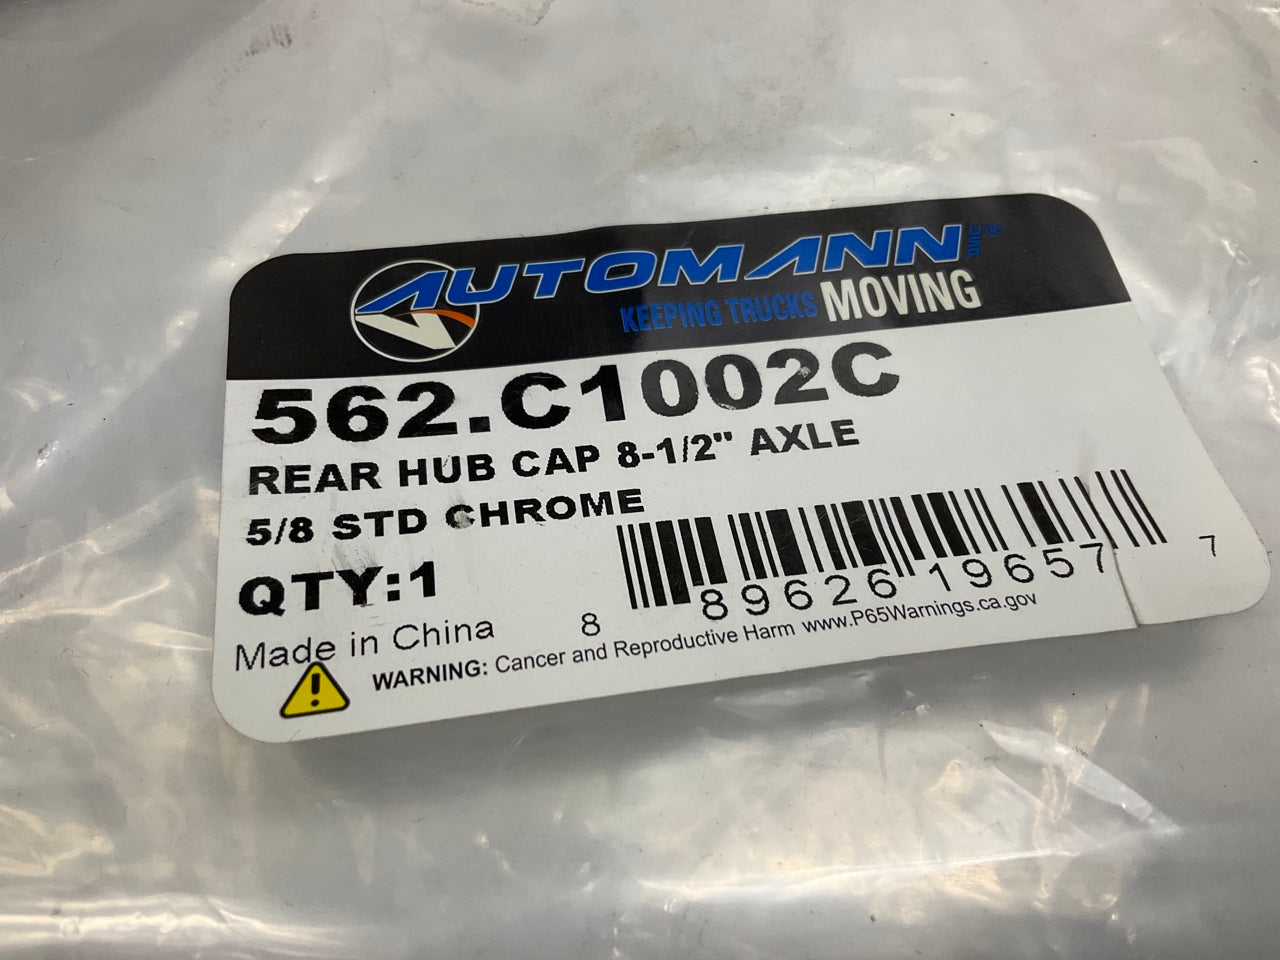 AUTOMANN USA®
KEEPING TRUCKS MOVING
562.C1002C
REAR HUB CAP 8-1/2" AXLE
5/8 STD CHROME
QTY:1
Made in China
8 89626 19657 7
WARNING: Cancer and Reproductive Harm www.P65Warnings.ca.gov